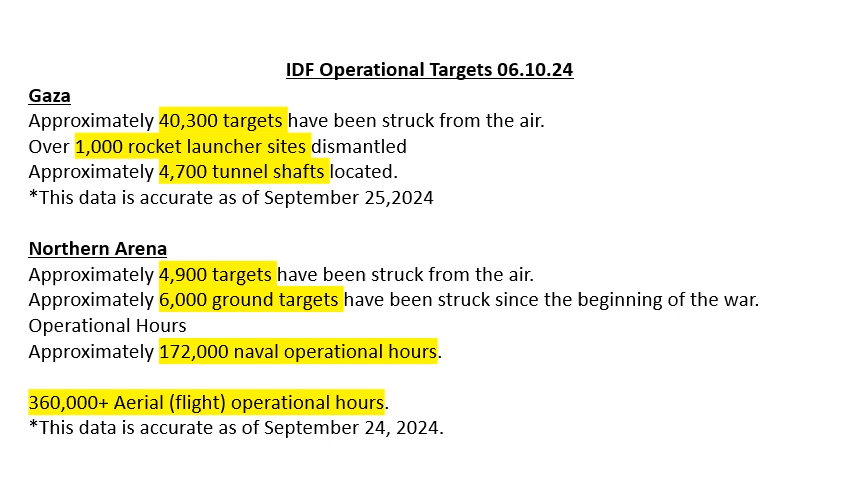 IDF Operational Targets 06.10.24
Gaza
Approximately 40,300 targets have been struck from the air.
Over 1,000 rocket launcher sites dismantled
Approximately 4,700 tunnel shafts located.
*This data is accurate as of September 25,2024
Northern Arena
Approximately 4,900 targets have been struck from the air.
Approximately 6,000 ground targets have been struck since the beginning of the war.
Operational Hours
Approximately 172,000 naval operational hours.
360,000+ Aerial (flight) operational hours.
*This data is accurate as of September 24, 2024.